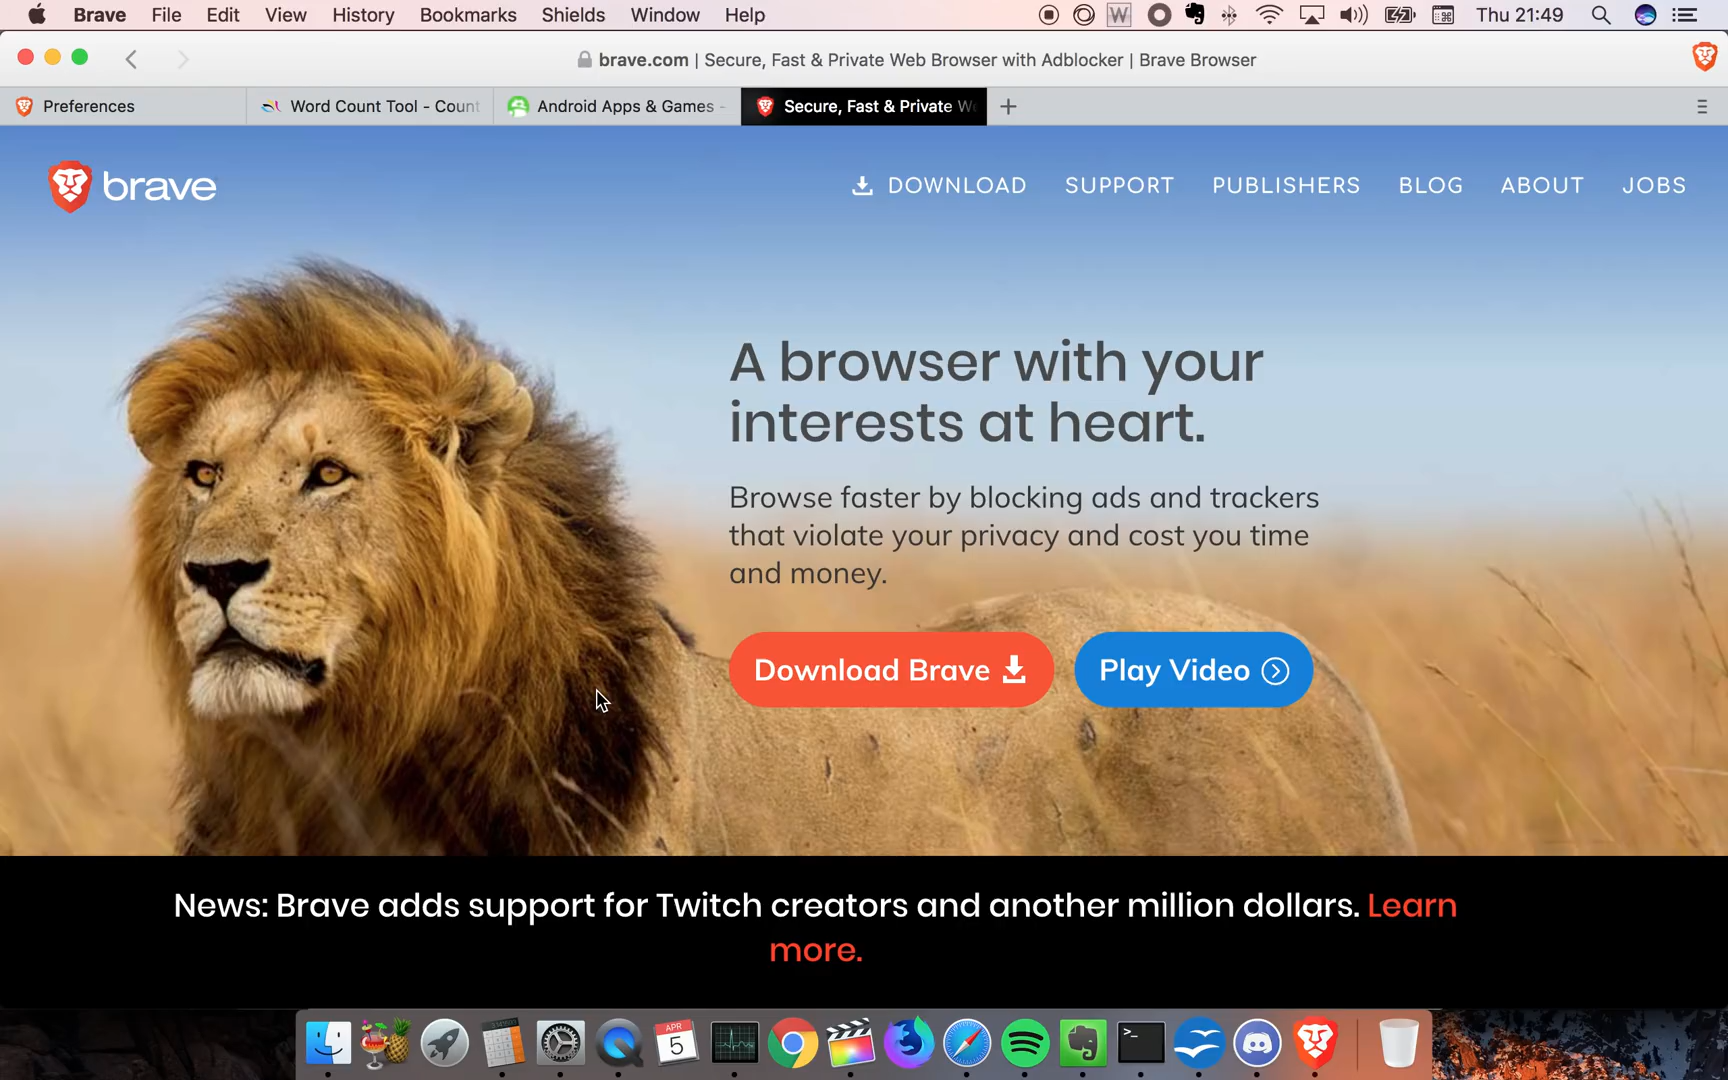 Brave File Edit View History Bookmarks Shields Window Help Thu 21:49
brave.com | Secure, Fast & Private Web Browser with Adblocker | Brave Browser
Preferences Word Count Tool - Count Android Apps & Games - Secure, Fast & Private W
brave DOWNLOAD SUPPORT PUBLISHERS BLOG ABOUT JOBS
A browser with your
interests at heart.
Browse faster by blocking ads and trackers
that violate your privacy and cost you time
and money.
Download Brave Play Video
News: Brave adds support for Twitch creators and another million dollars. Learn
more.
APR
5